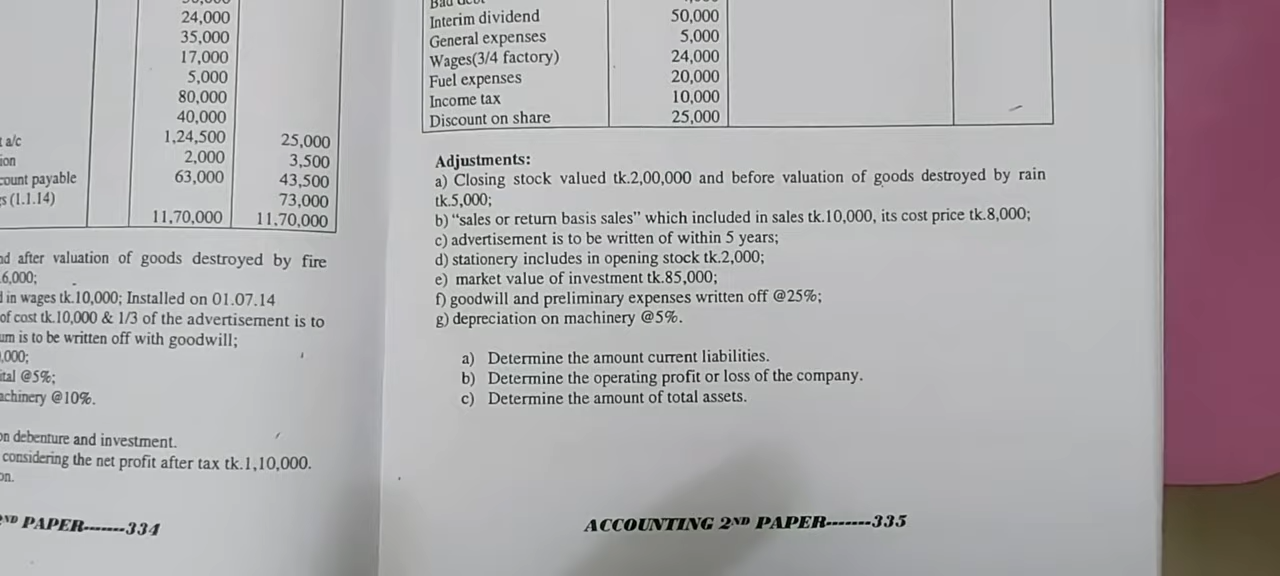 24,000
35,000
17,000
5,000
80,000
40,000
a/c 1,24,500 25,000
2,000 3,500
payable 63,000 43,500
(1.1.14) 73,000
11,70,000 11,70,000
after valuation of goods destroyed by fire
6,000;
in wages tk.10,000; Installed on 01.07.14
of cost tk.10,000 & 1/3 of the advertisement is to
is to be written off with goodwill;
,000;
@5%;
@10%.
debenture and investment.
considering the net profit after tax tk.1,10,000.
PAPER-------334
Interim dividend 50,000
General expenses 5,000
Wages(3/4 factory) 24,000
Fuel expenses 20,000
Income tax 10,000
Discount on share 25,000
Adjustments:
a) Closing stock valued tk.2,00,000 and before valuation of goods destroyed by rain
tk.5,000;
b) "sales or return basis sales" which included in sales tk.10,000, its cost price tk.8,000;
c) advertisement is to be written of within 5 years;
d) stationery includes in opening stock tk.2,000;
e) market value of investment tk.85,000;
f) goodwill and preliminary expenses written off @25%;
g) depreciation on machinery @5%.
a) Determine the amount current liabilities.
b) Determine the operating profit or loss of the company.
c) Determine the amount of total assets.
ACCOUNTING 2ND PAPER-------335